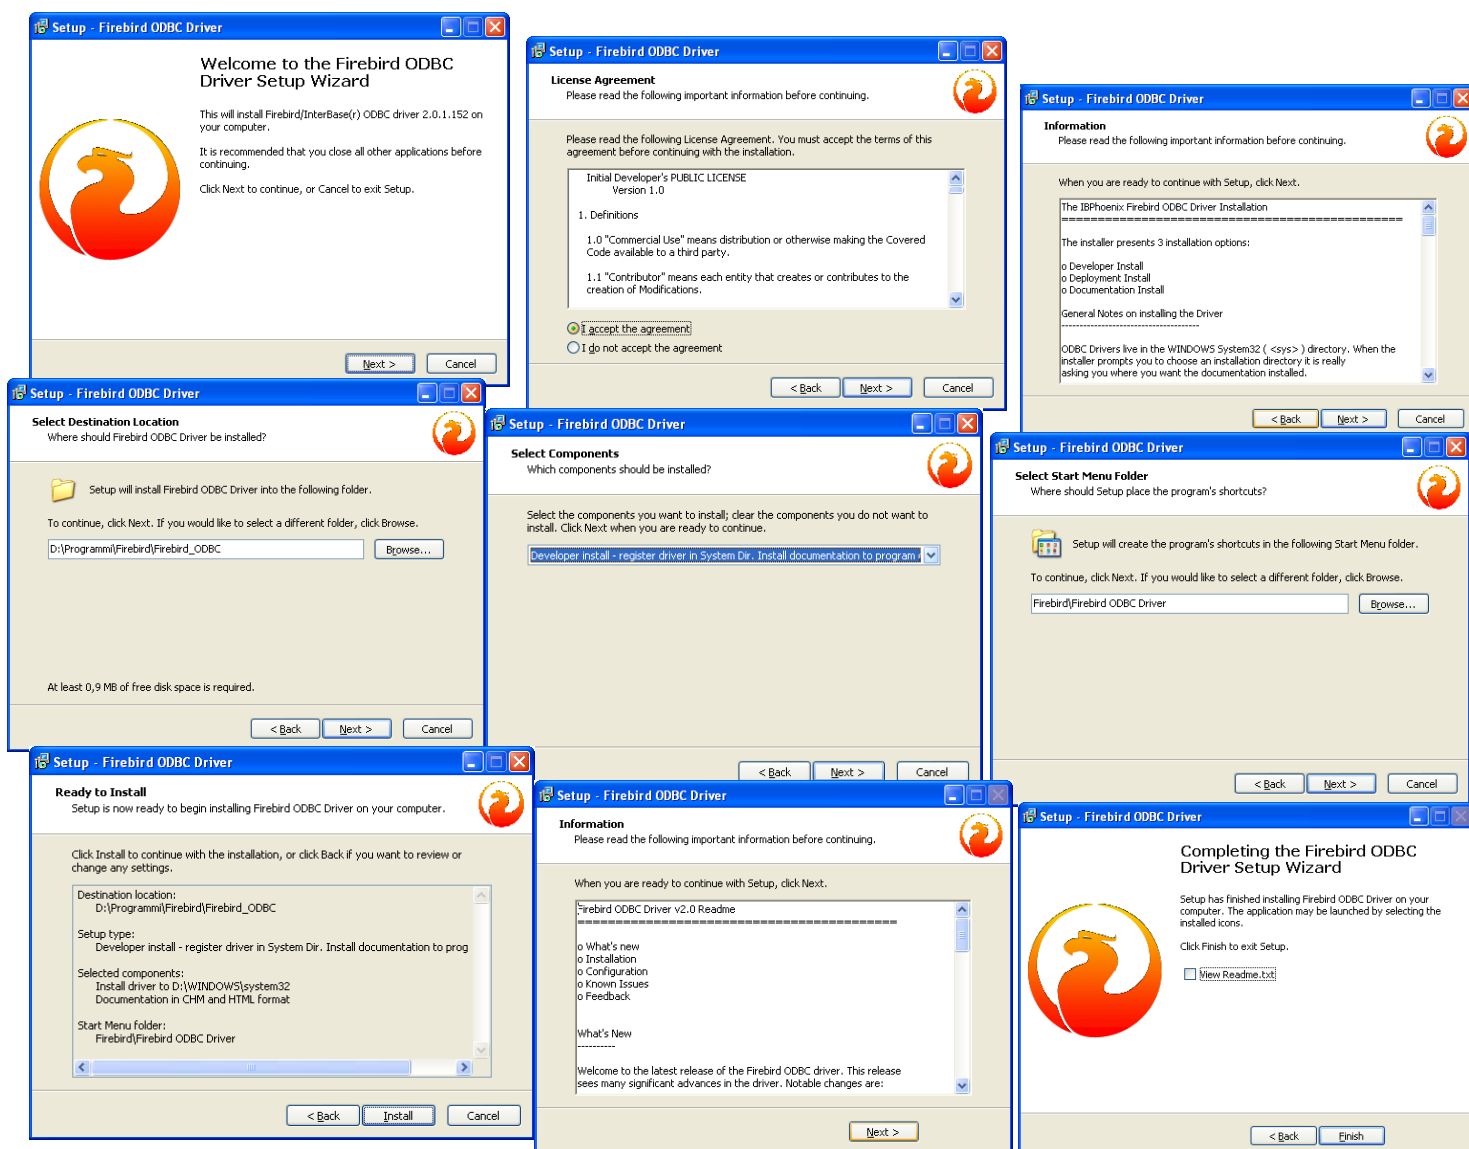 Setup - Firebird ODBC Driver
Welcome to the Firebird ODBC
Driver Setup Wizard
This will install Firebird/InterBase(r) ODBC driver 2.0.1.152 on
your computer.
It is recommended that you close all other applications before
continuing.
Click Next to continue, or Cancel to exit Setup.
Next >
Cancel
Setup - Firebird ODBC Driver
License Agreement
Please read the following important information before continuing.
Please read the following License Agreement. You must accept the terms of this
agreement before continuing with the installation.
Initial Developer's PUBLIC LICENSE
Version 1.0
1. Definitions
1.0 "Commercial Use" means distribution or otherwise making the Covered
Code available to a third party.
1.1 "Contributor" means each entity that creates or contributes to the
creation of Modifications.
I accept the agreement
I do not accept the agreement
< Back
Next >
Cancel
Setup - Firebird ODBC Driver
Information
Please read the following important information before continuing.
When you are ready to continue with Setup, click Next.
The IBPhoenix Firebird ODBC Driver Installation
===============================================
The installer presents 3 installation options:
o Developer Install
o Deployment Install
o Documentation Install
General Notes on installing the Driver
--------------------------------------
ODBC Drivers live in the WINDOWS System32 ( <sys> ) directory. When the
installer prompts you to choose an installation directory it is really
asking you where you want the documentation installed.
< Back
Next >
Cancel
Setup - Firebird ODBC Driver
Select Destination Location
Where should Firebird ODBC Driver be installed?
Setup will install Firebird ODBC Driver into the following folder.
To continue, click Next. If you would like to select a different folder, click Browse.
D:\Programmi\Firebird\Firebird_ODBC
Browse...
At least 0,9 MB of free disk space is required.
< Back
Next >
Cancel
Setup - Firebird ODBC Driver
Select Components
Which components should be installed?
Select the components you want to install; clear the components you do not want to
install. Click Next when you are ready to continue.
Developer install - register driver in System Dir. Install documentation to program
< Back
Next >
Cancel
Setup - Firebird ODBC Driver
Select Start Menu Folder
Where should Setup place the program's shortcuts?
Setup will create the program's shortcuts in the following Start Menu folder.
To continue, click Next. If you would like to select a different folder, click Browse.
Firebird\Firebird ODBC Driver
Browse...
< Back
Next >
Cancel
Setup - Firebird ODBC Driver
Ready to Install
Setup is now ready to begin installing Firebird ODBC Driver on your computer.
Click Install to continue with the installation, or click Back if you want to review or
change any settings.
Destination location:
D:\Programmi\Firebird\Firebird_ODBC
Setup type:
Developer install - register driver in System Dir. Install documentation to prog
Selected components:
Install driver to D:\WINDOWS\system32
Documentation in CHM and HTML format
Start Menu folder:
Firebird\Firebird ODBC Driver
< Back
Install
Cancel
Setup - Firebird ODBC Driver
Information
Please read the following important information before continuing.
When you are ready to continue with Setup, click Next.
Firebird ODBC Driver v2.0 Readme
============================================
o What's new
o Installation
o Configuration
o Known Issues
o Feedback
What's New
----------
Welcome to the latest release of the Firebird ODBC driver. This release
sees many significant advances in the driver. Notable changes are:
Next >
Setup - Firebird ODBC Driver
Completing the Firebird ODBC
Driver Setup Wizard
Setup has finished installing Firebird ODBC Driver on your
computer. The application may be launched by selecting the
installed icons.
Click Finish to exit Setup.
View Readme.txt
< Back
Finish